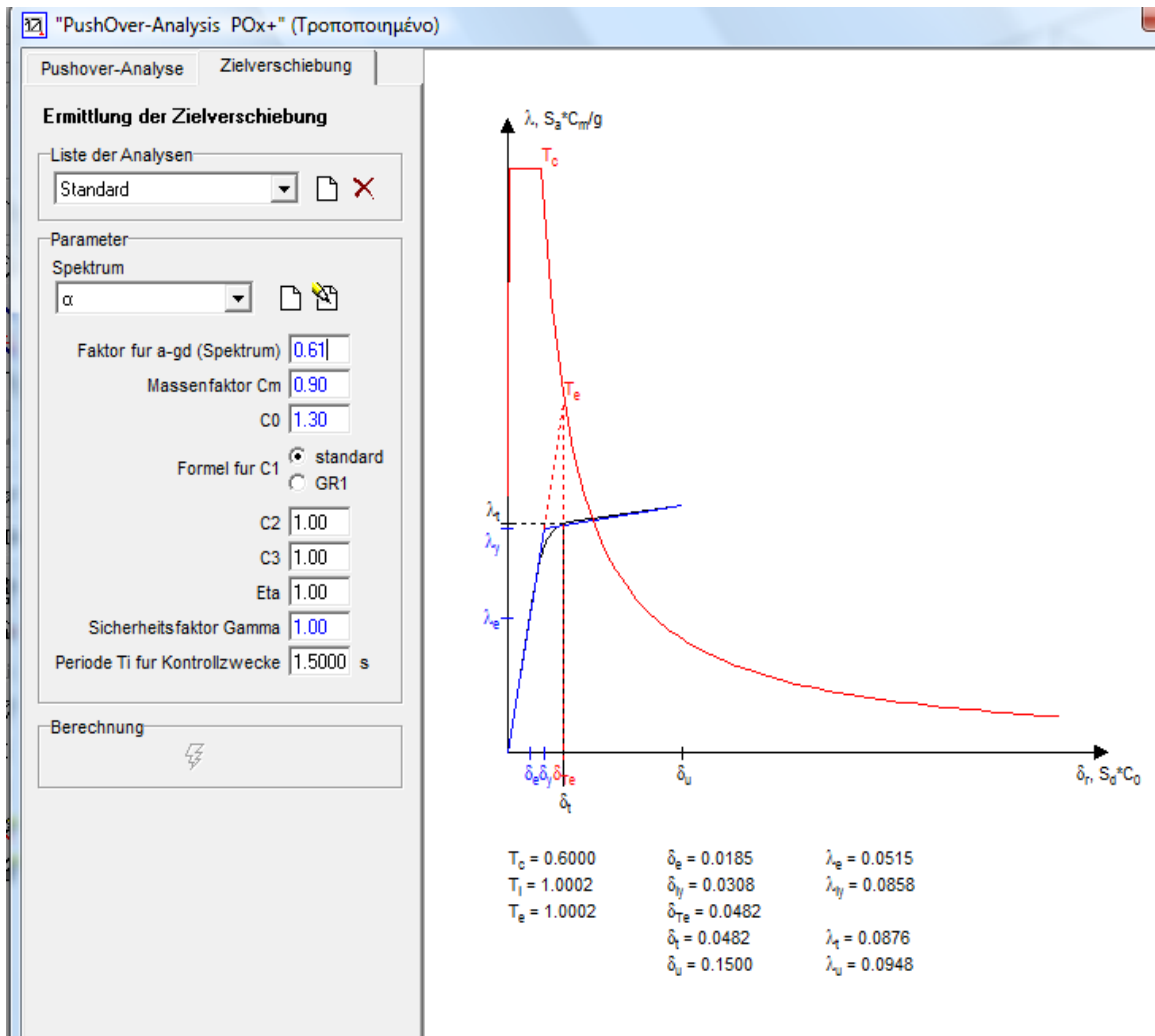 "PushOver-Analysis POx+" (Τροποποιημένο)
Pushover-Analyse Zielverschiebung
Ermittlung der Zielverschiebung
Liste der Analysen
Standard
Parameter
Spektrum
α
Faktor fur a-gd (Spektrum) 0.61
Massenfaktor Cm 0.90
C0 1.30
Formel fur C1 standard
GR1
C2 1.00
C3 1.00
Eta 1.00
Sicherheitsfaktor Gamma 1.00
Periode Ti fur Kontrollzwecke 1.5000 s
Berechnung
λ, Sa*Cm/g
Tc
Te
λt
λy
λe
δe δy δTe δu δr, Sd*C0
δt
Tc = 0.6000 δe = 0.0185 λe = 0.0515
TI = 1.0002 δty = 0.0308 λty = 0.0858
Te = 1.0002 δTe = 0.0482
δt = 0.0482 λt = 0.0876
δu = 0.1500 λu = 0.0948